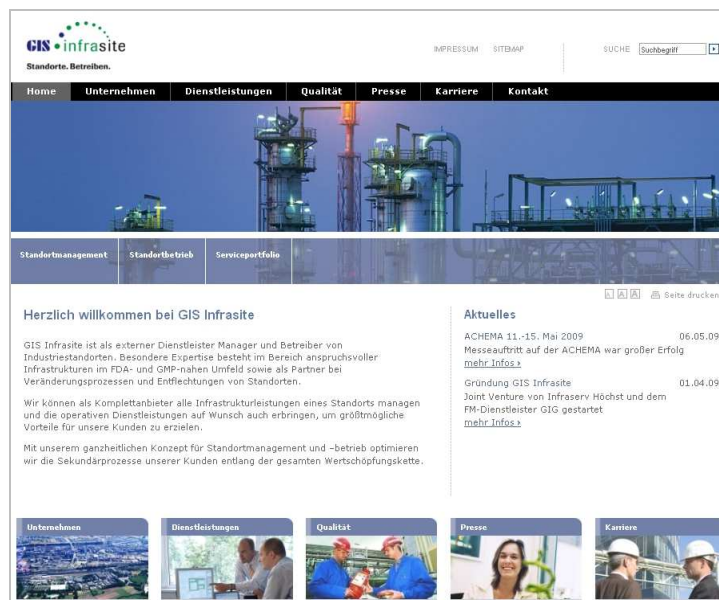 GIS infrasite
Standorte. Betreiben.
IMPRESSUM SITEMAP SUCHE Suchbegriff
Home Unternehmen Dienstleistungen Qualität Presse Karriere Kontakt
Standortmanagement Standortbetrieb Serviceportfolio
A A A Seite drucken
Herzlich willkommen bei GIS Infrasite
GIS Infrasite ist als externer Dienstleister Manager und Betreiber von
Industriestandorten. Besondere Expertise besteht im Bereich anspruchsvoller
Infrastrukturen im FDA- und GMP-nahen Umfeld sowie als Partner bei
Veränderungsprozessen und Entflechtungen von Standorten.
Wir können als Komplettanbieter alle Infrastrukturleistungen eines Standorts managen
und die operativen Dienstleistungen auf Wunsch auch erbringen, um größtmögliche
Vorteile für unsere Kunden zu erzielen.
Mit unserem ganzheitlichen Konzept für Standortmanagement und –betrieb optimieren
wir die Sekundärprozesse unserer Kunden entlang der gesamten Wertschöpfungskette.
Aktuelles
ACHEMA 11.-15. Mai 2009 06.05.09
Messeauftritt auf der ACHEMA war großer Erfolg
mehr Infos
Gründung GIS Infrasite 01.04.09
Joint Venture von Infraserv Höchst und dem
FM-Dienstleister GIG gestartet
mehr Infos
Unternehmen Dienstleistungen Qualität Presse Karriere